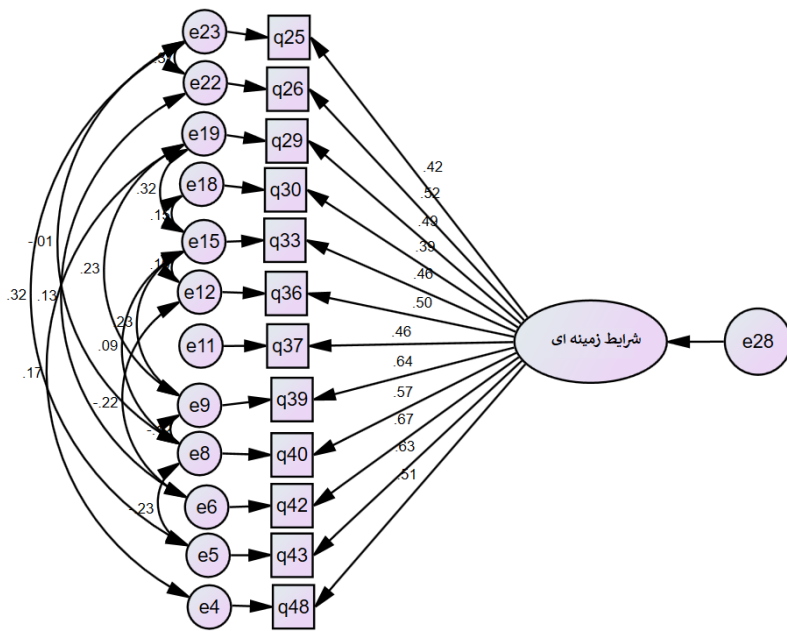 e23
q25
e22
q26
e19
q29
e18
q30
e15
q33
e12
q36
e11
q37
e9
q39
e8
q40
e6
q42
e5
q43
e4
q48
شرایط زمینه ای
e28
.42
.52
.49
.39
.46
.50
.46
.64
.57
.67
.63
.51
.32
.23
-.01
.32
.13
.23
.09
.17
-.22
-.23